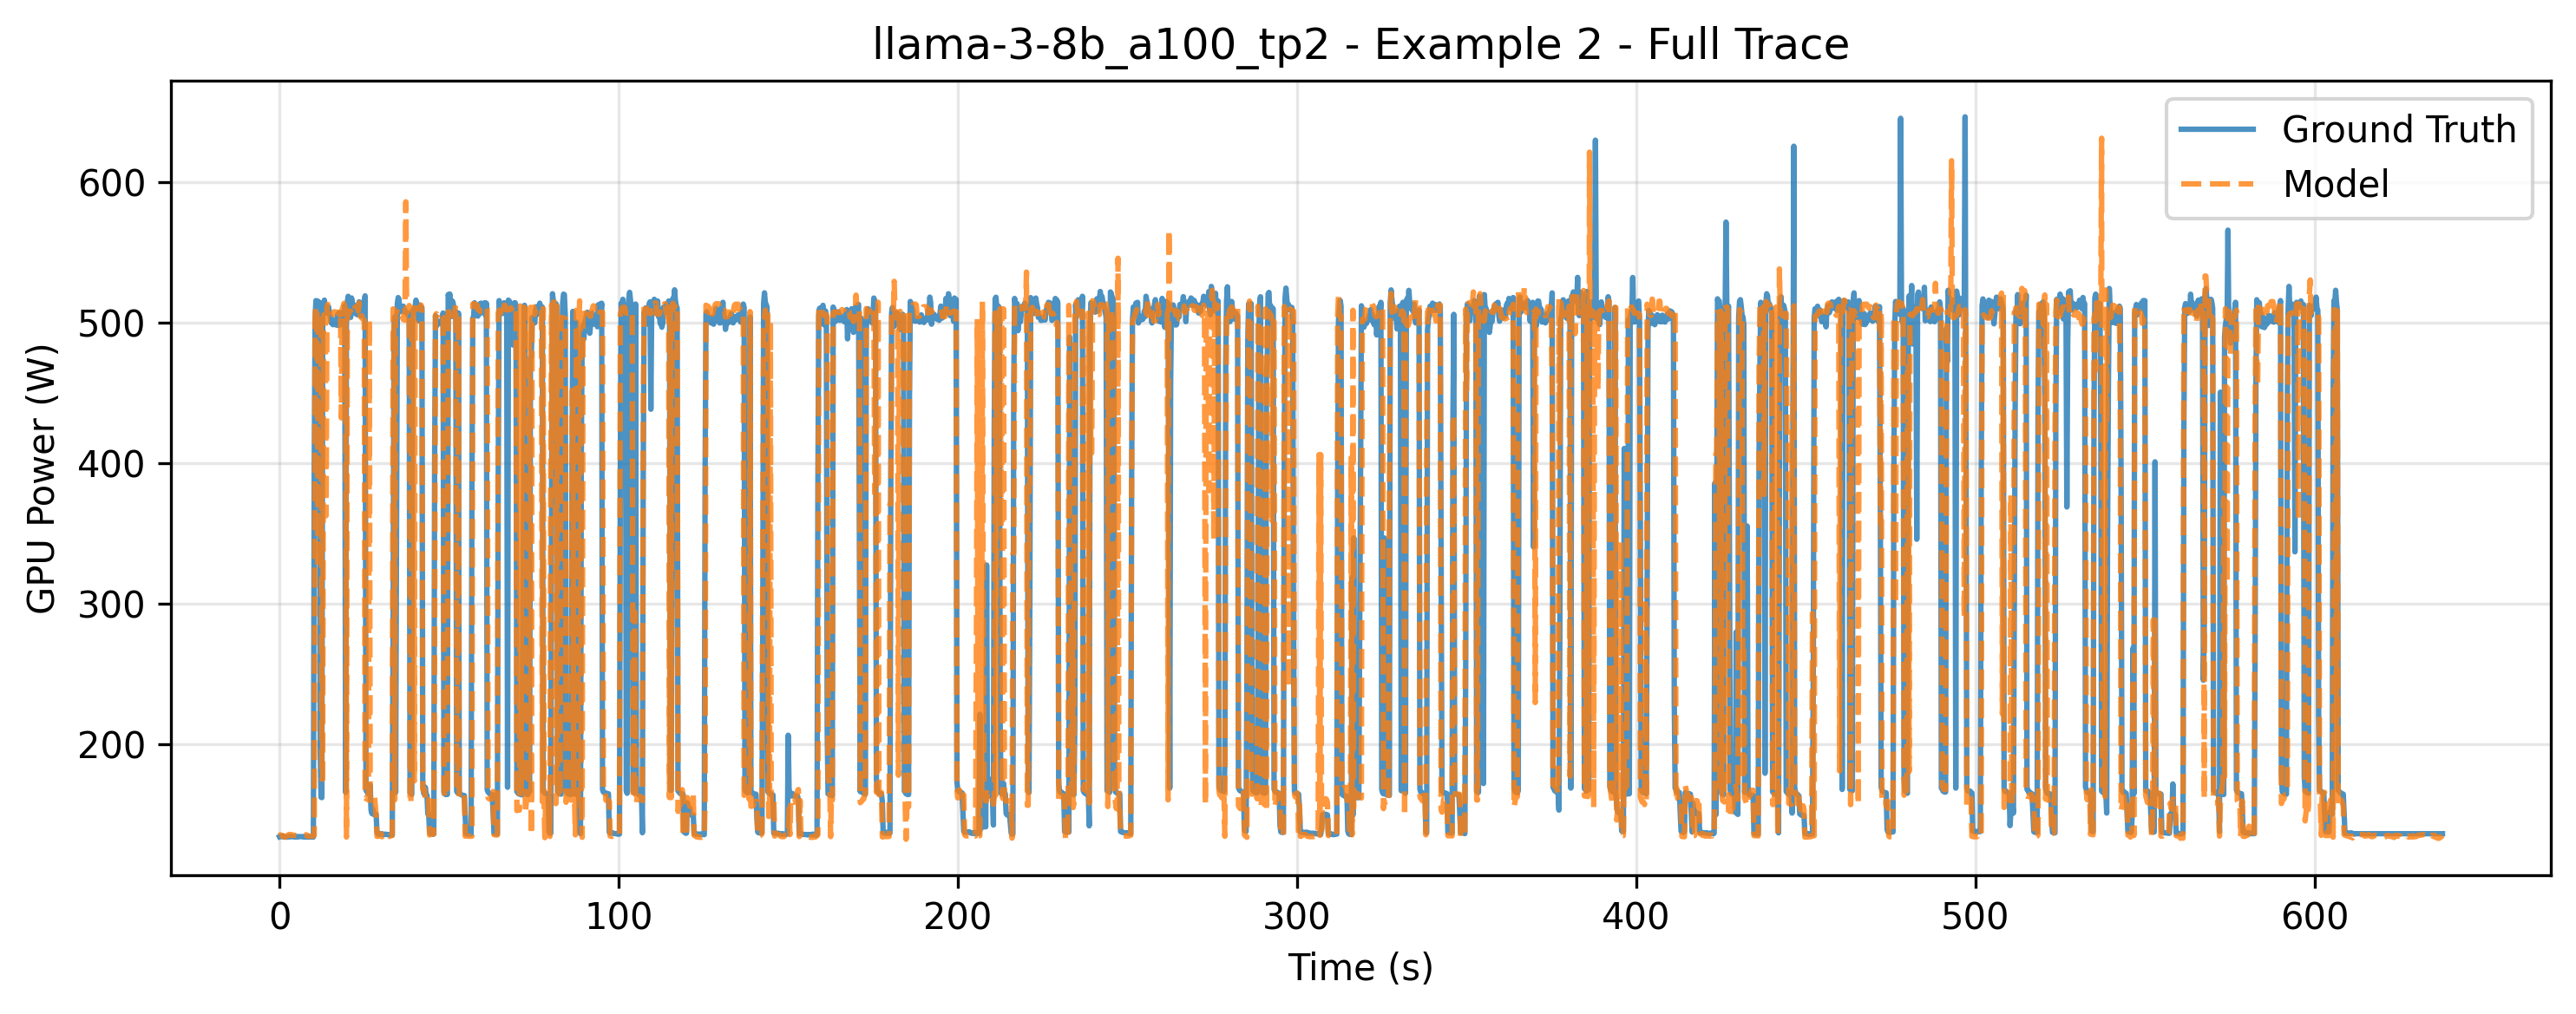 llama-3-8b_a100_tp2 - Example 2 - Full Trace
Ground Truth
Model
GPU Power (W)
600
500
400
300
200
0 100 200 300 400 500 600
Time (s)